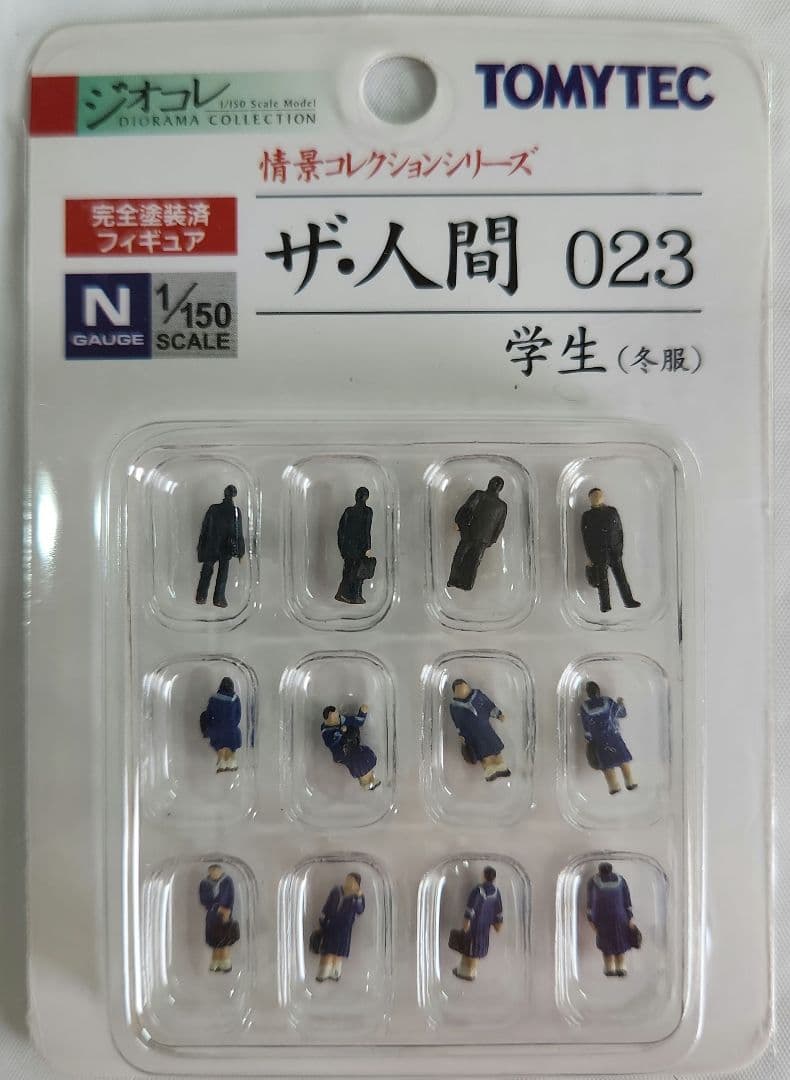 ジオコレ
1/150 Scale Model
DIORAMA COLLECTION
TOMYTEC
情景コレクションシリーズ
完全塗装済
フィギュア
ザ・人間 023
N
GAUGE
1/150
SCALE
学生(冬服)